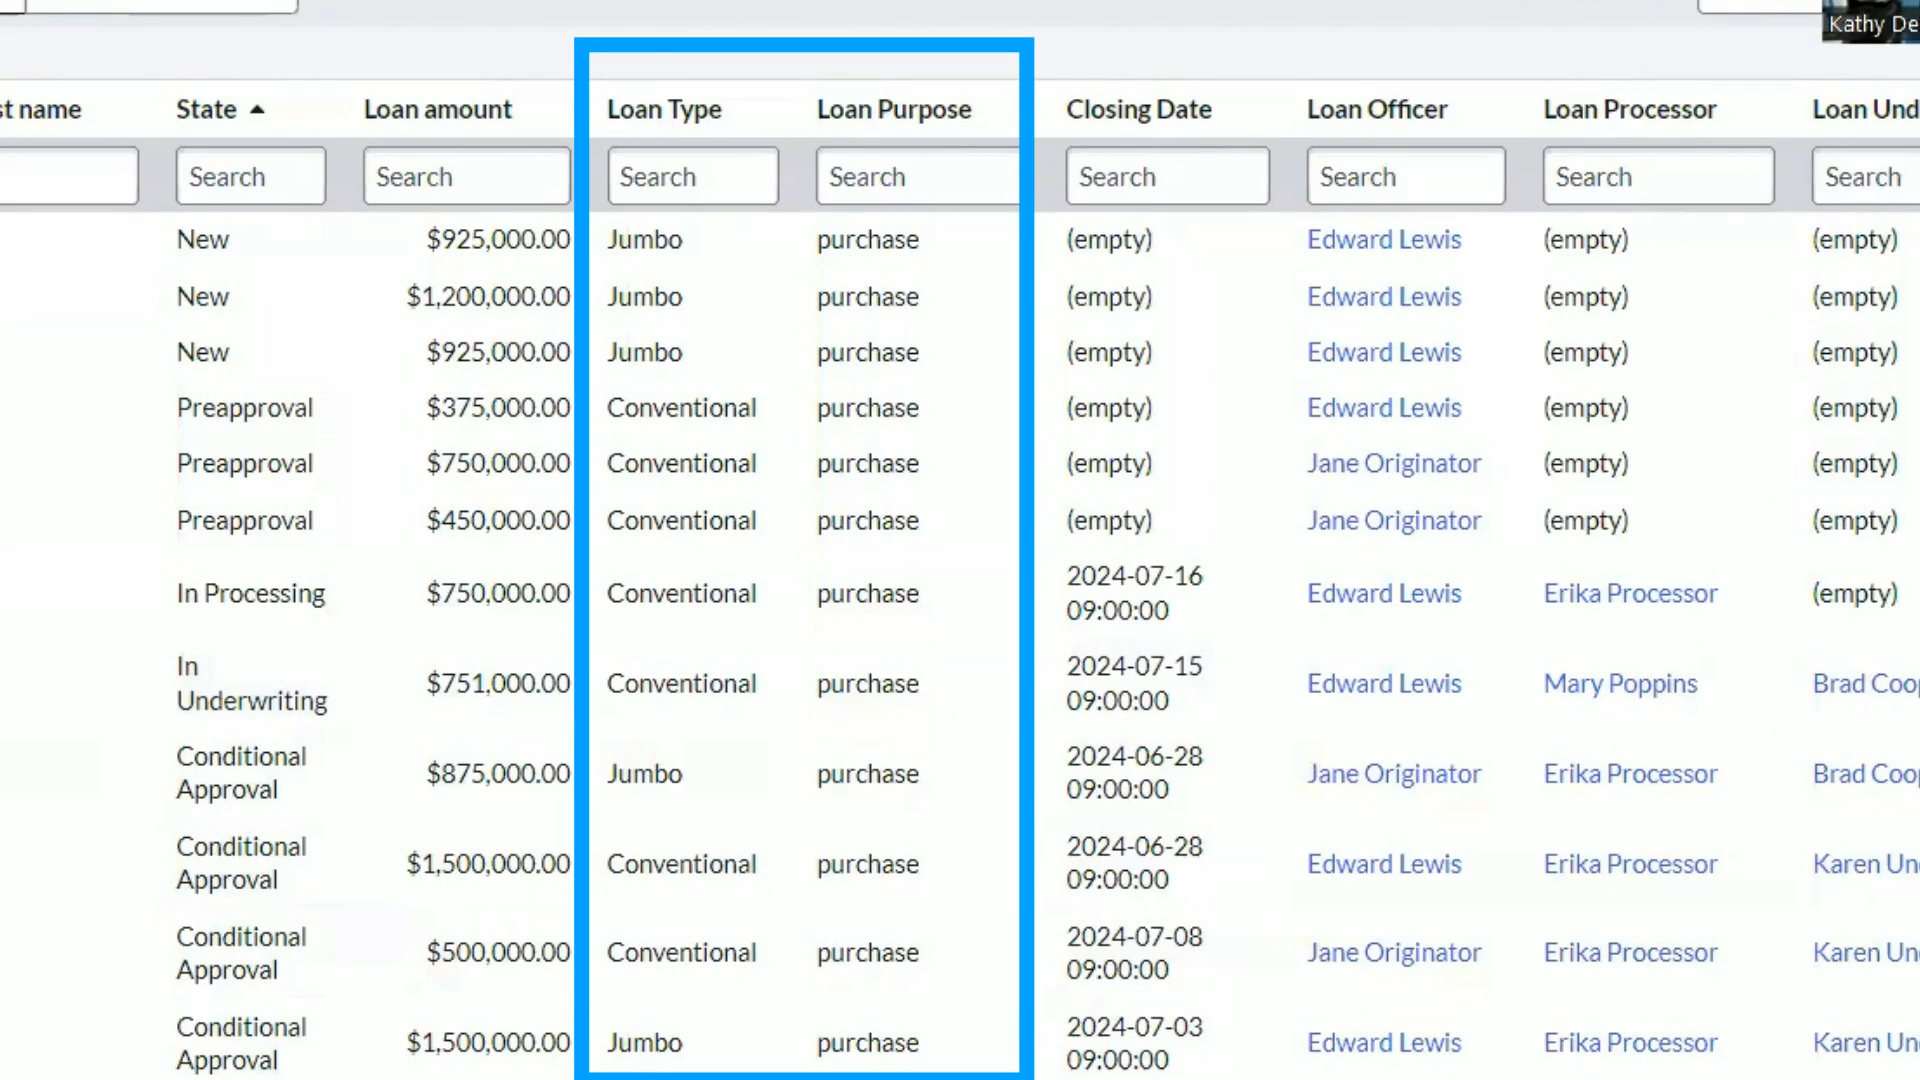 Kathy De
st name State Loan amount Loan Type Loan Purpose Closing Date Loan Officer Loan Processor Loan Und
Search Search Search Search Search Search Search Search
New $925,000.00 Jumbo purchase (empty) Edward Lewis (empty) (empty)
New $1,200,000.00 Jumbo purchase (empty) Edward Lewis (empty) (empty)
New $925,000.00 Jumbo purchase (empty) Edward Lewis (empty) (empty)
Preapproval $375,000.00 Conventional purchase (empty) Edward Lewis (empty) (empty)
Preapproval $750,000.00 Conventional purchase (empty) Jane Originator (empty) (empty)
Preapproval $450,000.00 Conventional purchase (empty) Jane Originator (empty) (empty)
In Processing $750,000.00 Conventional purchase 2024-07-16 09:00:00 Edward Lewis Erika Processor (empty)
In Underwriting $751,000.00 Conventional purchase 2024-07-15 09:00:00 Edward Lewis Mary Poppins Brad Coop
Conditional Approval $875,000.00 Jumbo purchase 2024-06-28 09:00:00 Jane Originator Erika Processor Brad Coop
Conditional Approval $1,500,000.00 Conventional purchase 2024-06-28 09:00:00 Edward Lewis Erika Processor Karen Und
Conditional Approval $500,000.00 Conventional purchase 2024-07-08 09:00:00 Jane Originator Erika Processor Karen Und
Conditional Approval $1,500,000.00 Jumbo purchase 2024-07-03 09:00:00 Edward Lewis Erika Processor Karen Und